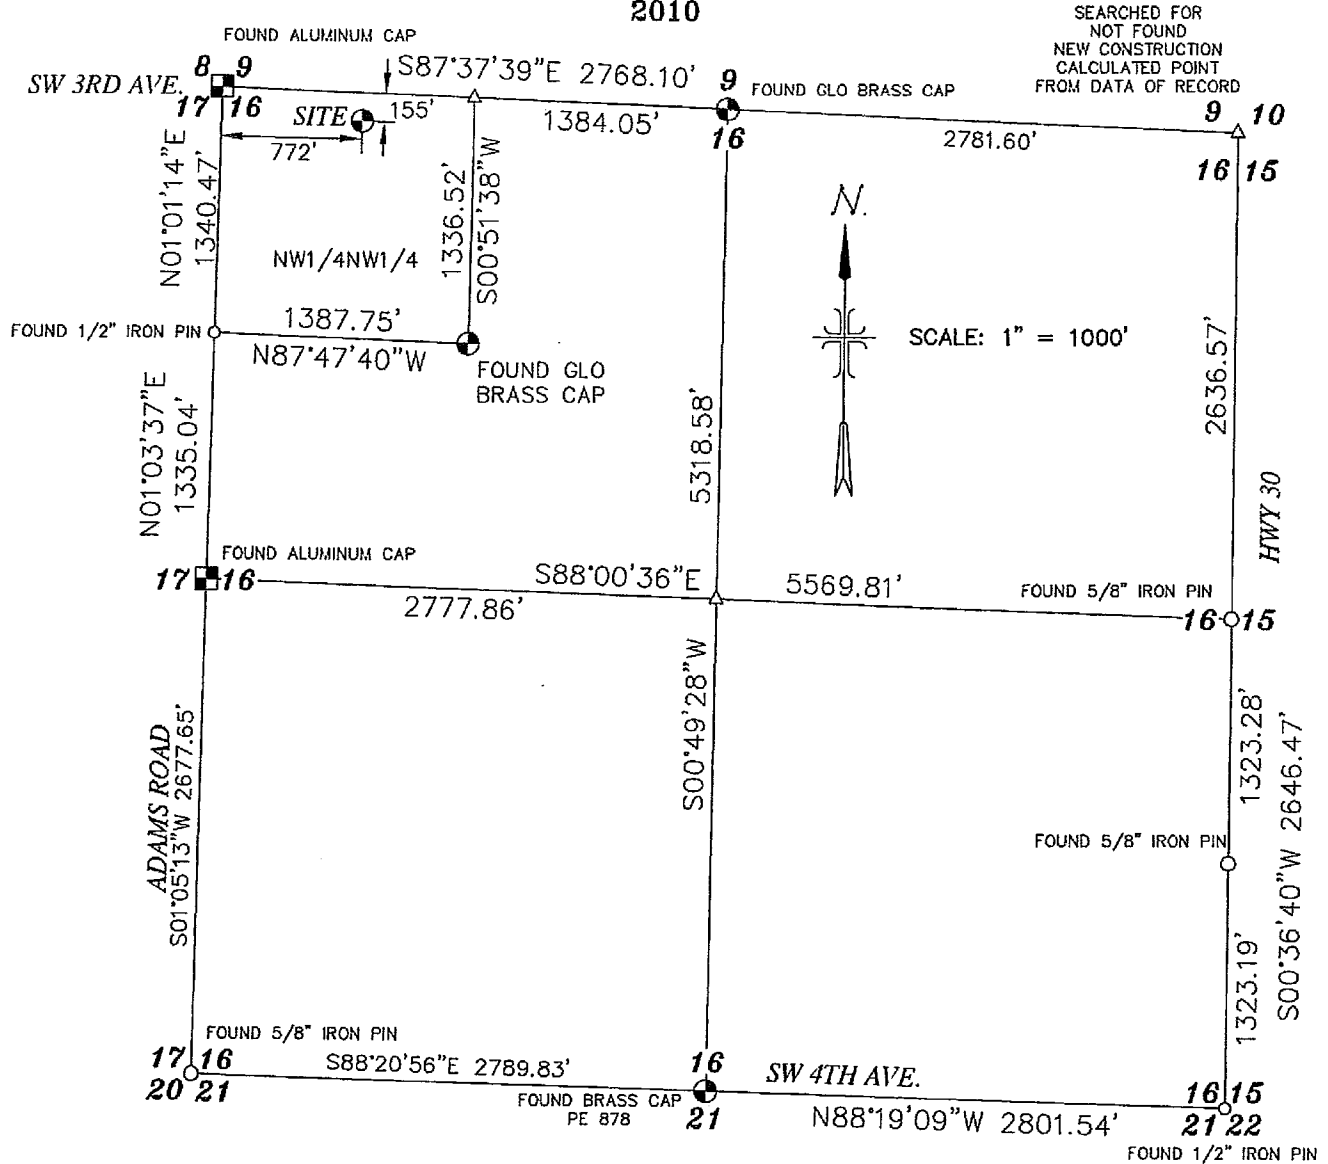 2010
SEARCHED FOR
NOT FOUND
NEW CONSTRUCTION
CALCULATED POINT
FROM DATA OF RECORD
FOUND ALUMINUM CAP
8 9
SW 3RD AVE.
17 16
S87°37'39"E 2768.10'
9
FOUND GLO BRASS CAP
9 10
SITE
155'
1384.05'
16
2781.60'
772'
16 15
N01°01'14"E
1340.47'
1336.52'
S00°51'38"W
N.
NW1/4NW1/4
1387.75'
FOUND 1/2" IRON PIN
N87°47'40"W
SCALE: 1" = 1000'
FOUND GLO
BRASS CAP
N01°03'37"E
1335.04'
5318.58'
2636.57'
HWY 30
FOUND ALUMINUM CAP
17 16
S88°00'36"E
5569.81'
FOUND 5/8" IRON PIN
2777.86'
16 15
S00°49'28"W
1323.28'
S00°36'40"W 2646.47'
ADAMS ROAD
S01°05'13"W 2677.65'
FOUND 5/8" IRON PIN
1323.19'
FOUND 5/8" IRON PIN
17 16
S88°20'56"E 2789.83'
16
SW 4TH AVE.
20 21
FOUND BRASS CAP
PE 878
21
N88°19'09"W 2801.54'
16 15
21 22
FOUND 1/2" IRON PIN